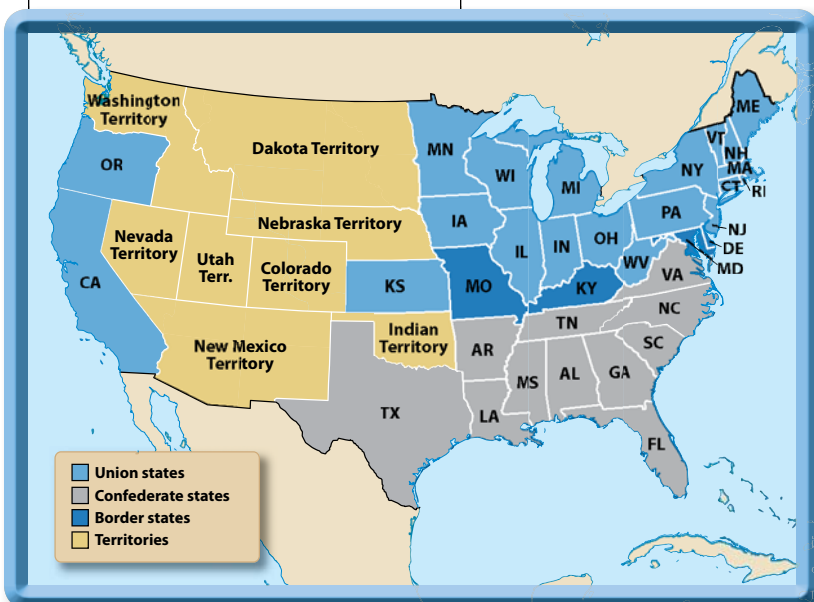 Washington
Territory
ME
VT
NH
MA
CT
RI
OR
Dakota Territory
MN
WI
MI
NY
IA
PA
NJ
DE
MD
Nebraska Territory
Nevada
Territory
Utah
Terr.
Colorado
Territory
IL
IN
OH
WV
VA
CA
KS
MO
KY
NC
TN
SC
Indian
Territory
AR
New Mexico
Territory
MS
AL
GA
TX
LA
FL
Union states
Confederate states
Border states
Territories